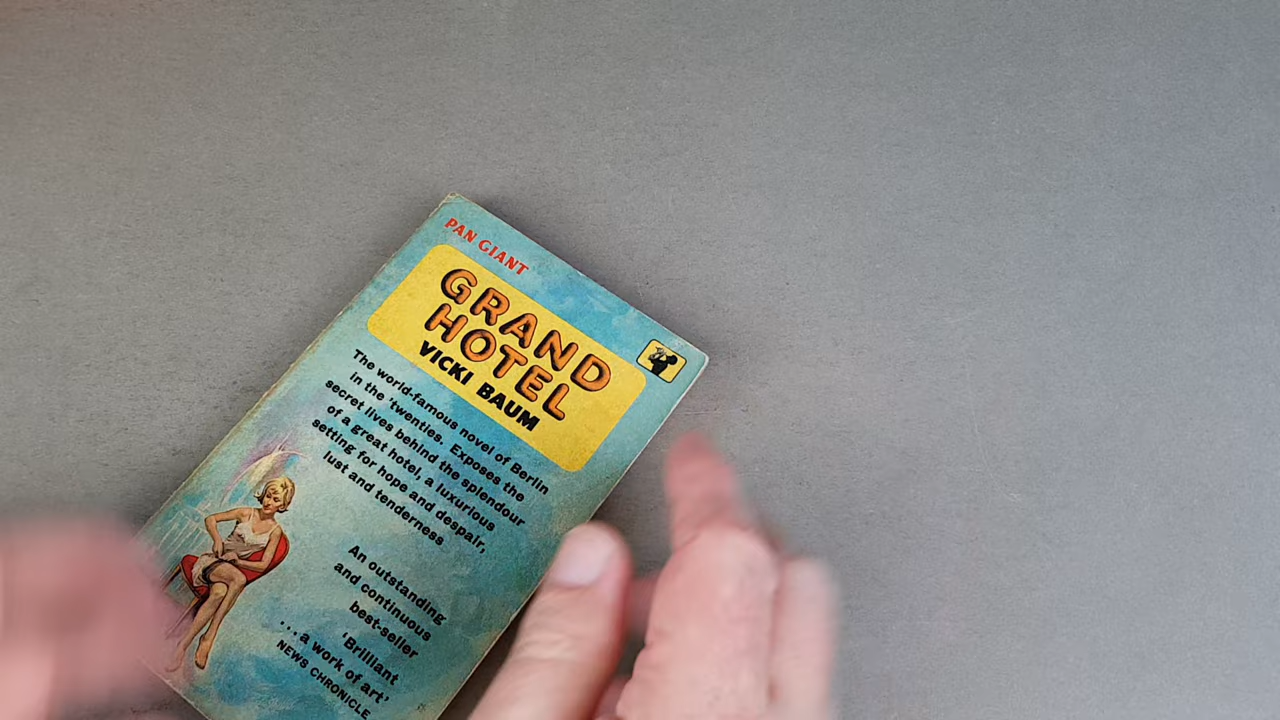 PAN GIANT
GRAND
HOTEL
VICKI BAUM
The world-famous novel of Berlin
in the 'twenties. Exposes the
secret lives behind the splendour
of a great hotel, a luxurious
setting for hope and despair,
lust and tenderness
An outstanding
and continuous
best-seller
'Brilliant
...a work of art'
NEWS CHRONICLE